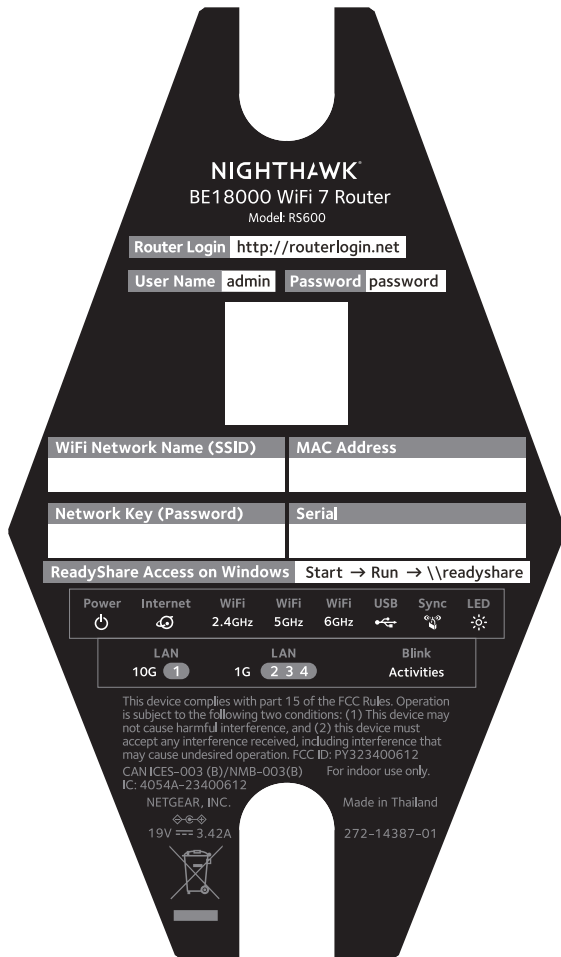 NIGHTHAWK®
BE18000 WiFi 7 Router
Model: RS600
Router Login http://routerlogin.net
User Name admin Password password
WiFi Network Name (SSID) MAC Address
Network Key (Password) Serial
ReadyShare Access on Windows Start → Run → \\readyshare
Power Internet WiFi WiFi WiFi USB Sync LED
2.4GHz 5GHz 6GHz
LAN LAN Blink
10G 1 1G 2 3 4 Activities
This device complies with part 15 of the FCC Rules. Operation
is subject to the following two conditions: (1) This device may
not cause harmful interference, and (2) this device must
accept any interference received, including interference that
may cause undesired operation. FCC ID: PY323400612
CAN ICES-003 (B)/NMB-003(B) For indoor use only.
IC: 4054A-23400612
NETGEAR, INC. Made in Thailand
19V 3.42A 272-14387-01